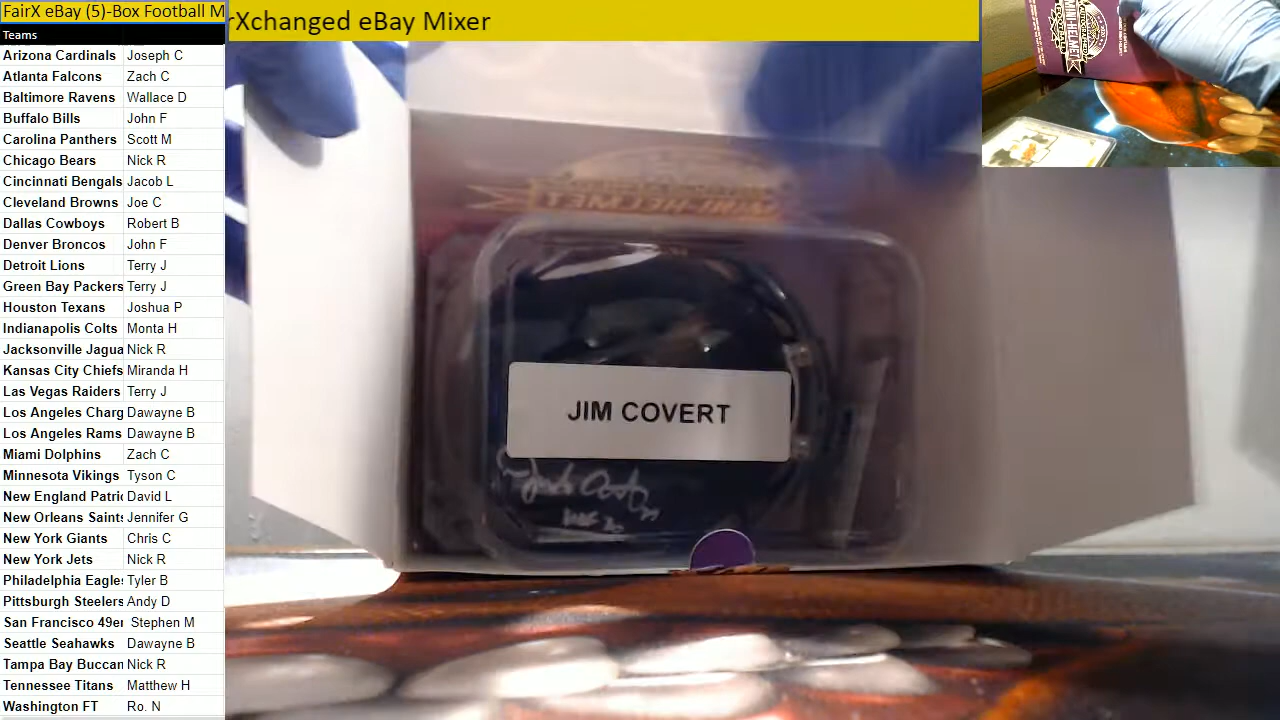 FairX eBay (5)-Box Football M
rXchanged eBay Mixer
Teams
Arizona Cardinals Joseph C
Atlanta Falcons Zach C
Baltimore Ravens Wallace D
Buffalo Bills John F
Carolina Panthers Scott M
Chicago Bears Nick R
Cincinnati Bengals Jacob L
Cleveland Browns Joe C
Dallas Cowboys Robert B
Denver Broncos John F
Detroit Lions Terry J
Green Bay Packers Terry J
Houston Texans Joshua P
Indianapolis Colts Monta H
Jacksonville Jagua Nick R
Kansas City Chiefs Miranda H
Las Vegas Raiders Terry J
Los Angeles Charg Dawayne B
Los Angeles Rams Dawayne B
Miami Dolphins Zach C
Minnesota Vikings Tyson C
New England Patri Davi L
New Orleans Saints Jennifer G
New York Giants Chris C
New York Jets Nick R
Philadelphia Eagle Tyler B
Pittsburgh Steelers Andy D
San Francisco 49er Stephen M
Seattle Seahawks Dawayne B
Tampa Bay Buccan Nick R
Tennessee Titans Matthew H
Washington FT Ro. N
MINI-HELMET
JIM COVERT
MINI HELMET
FOOTBALL